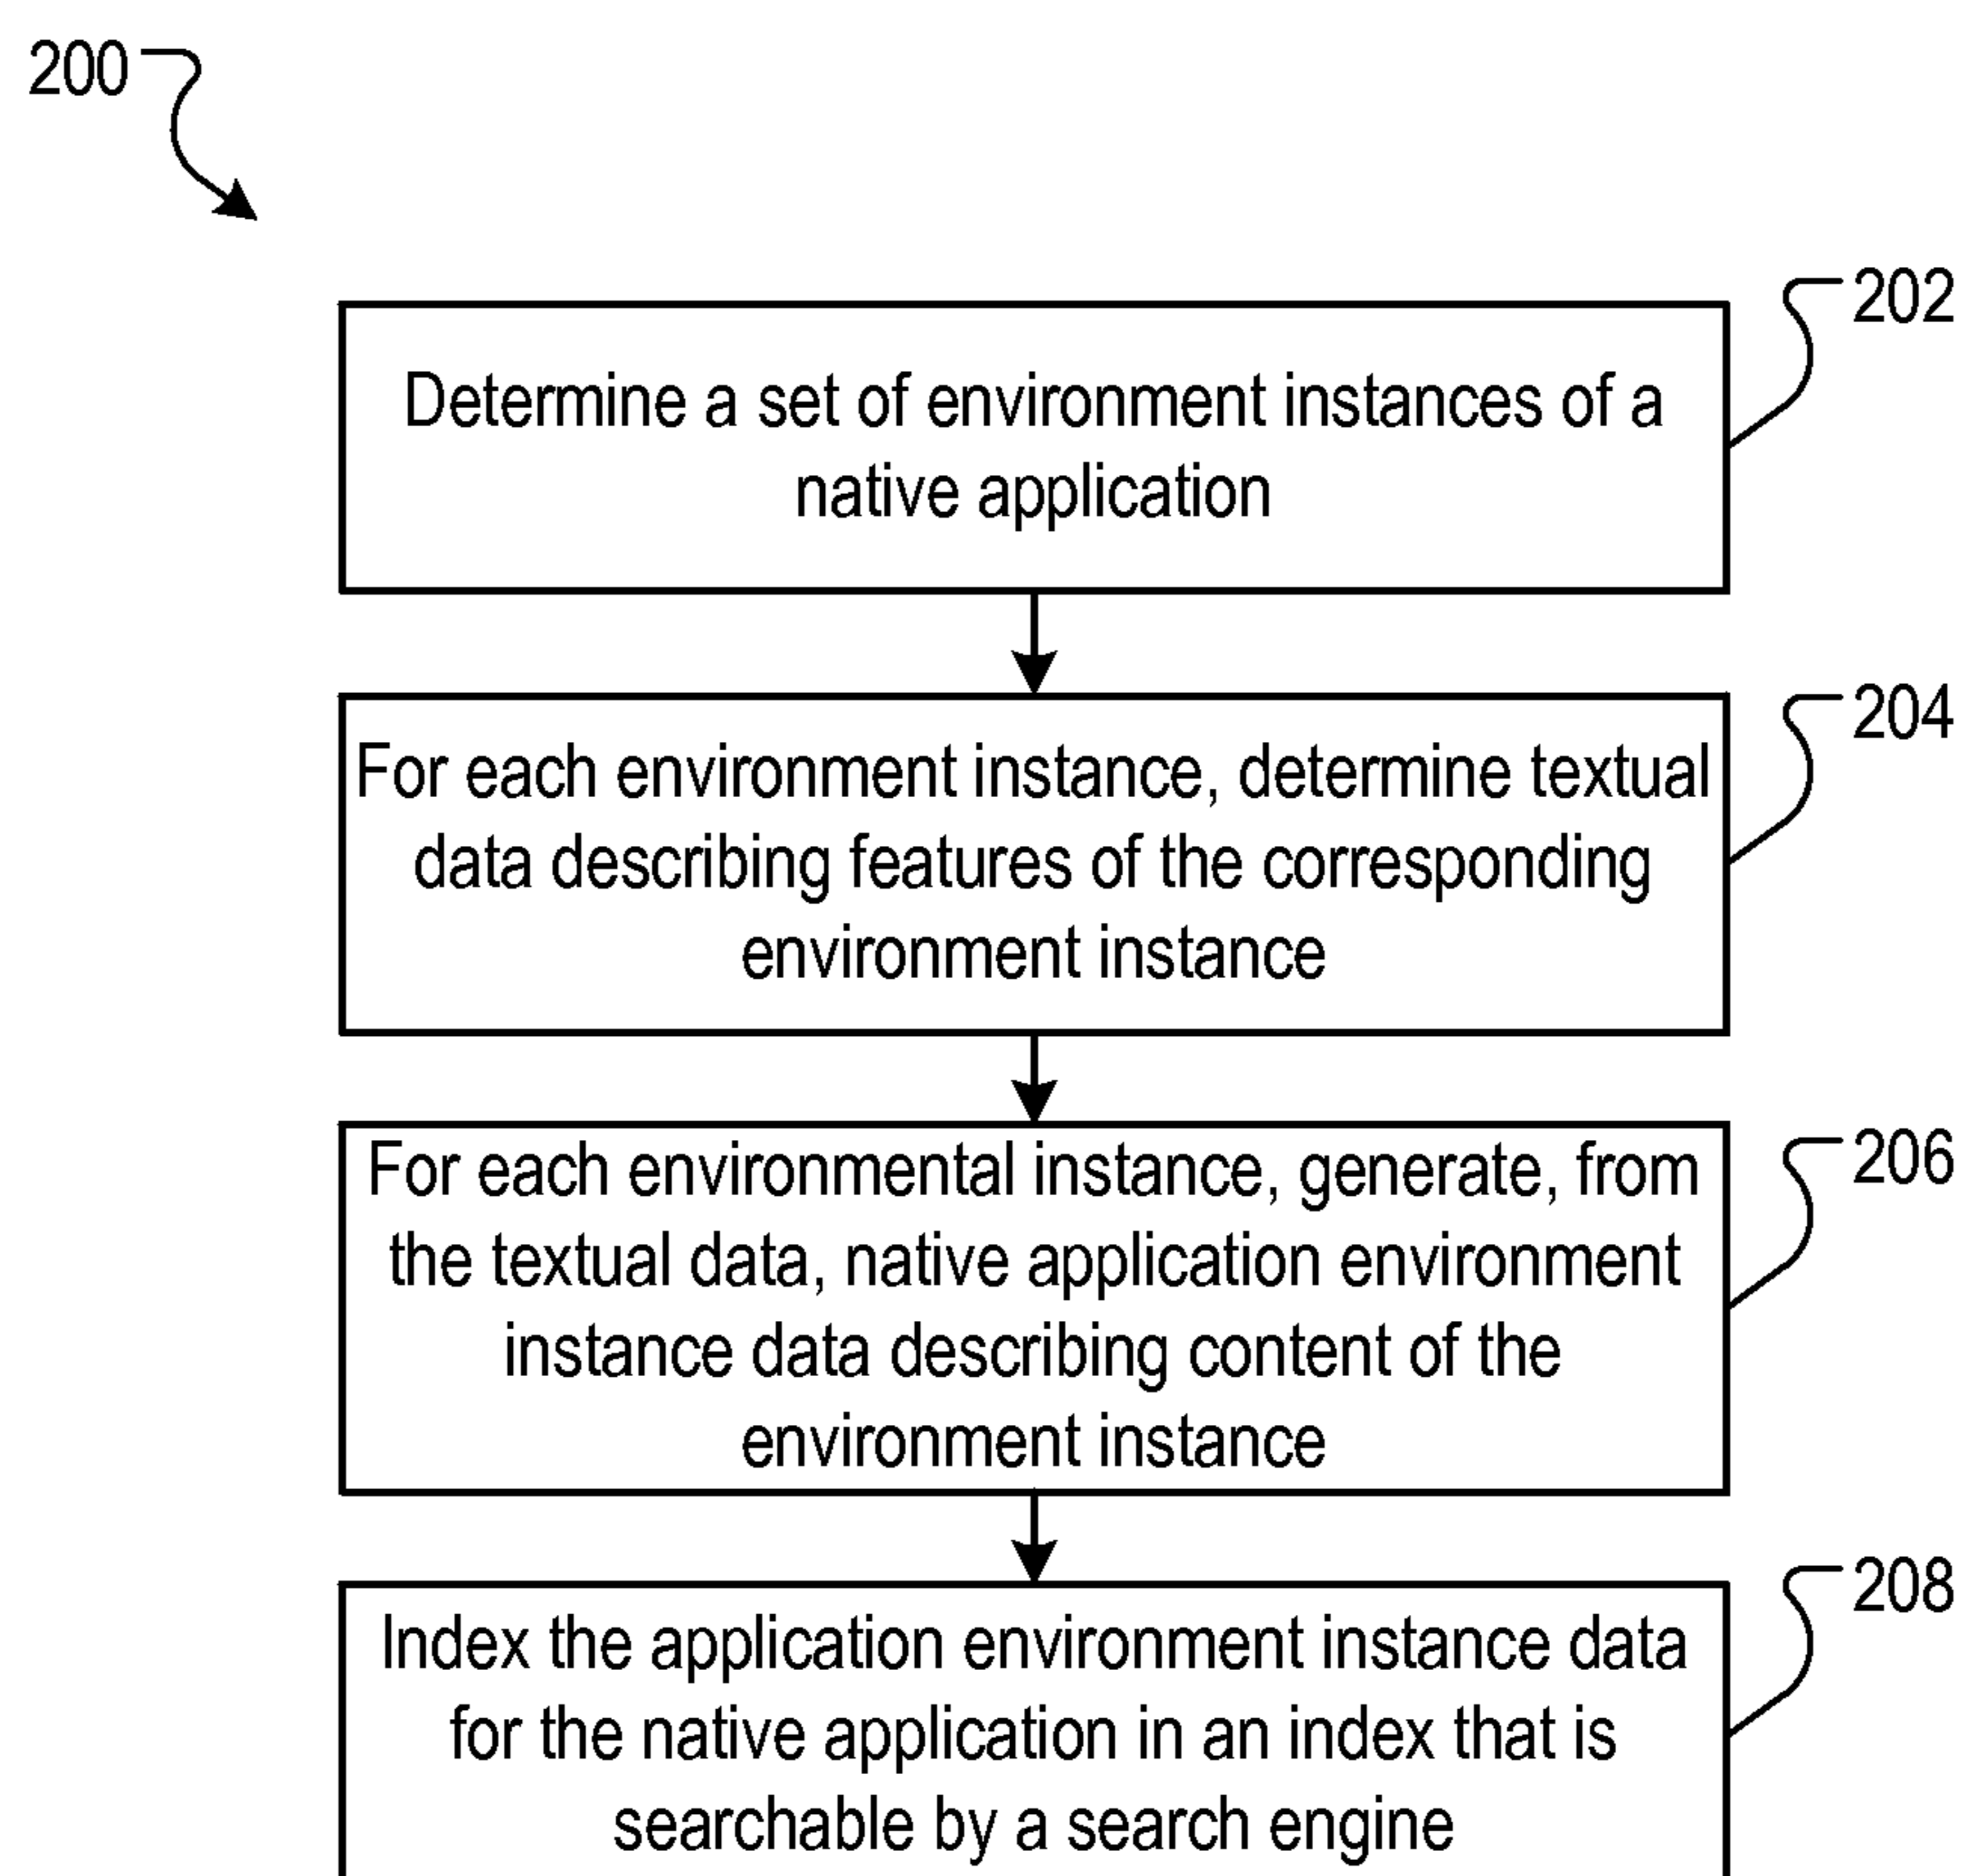 200
202
Determine a set of environment instances of a
native application
204
For each environment instance, determine textual
data describing features of the corresponding
environment instance
206
For each environmental instance, generate, from
the textual data, native application environment
instance data describing content of the
environment instance
208
Index the application environment instance data
for the native application in an index that is
searchable by a search engine